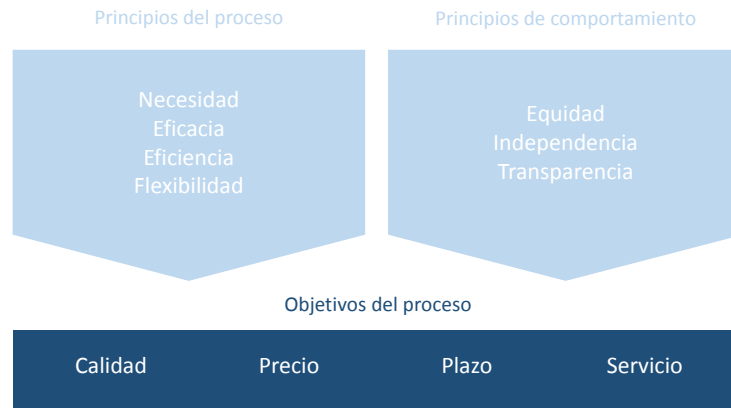 Principios del proceso
Necesidad
Eficacia
Eficiencia
Flexibilidad
Principios de comportamiento
Equidad
Independencia
Transparencia
Objetivos del proceso
Calidad Precio Plazo Servicio